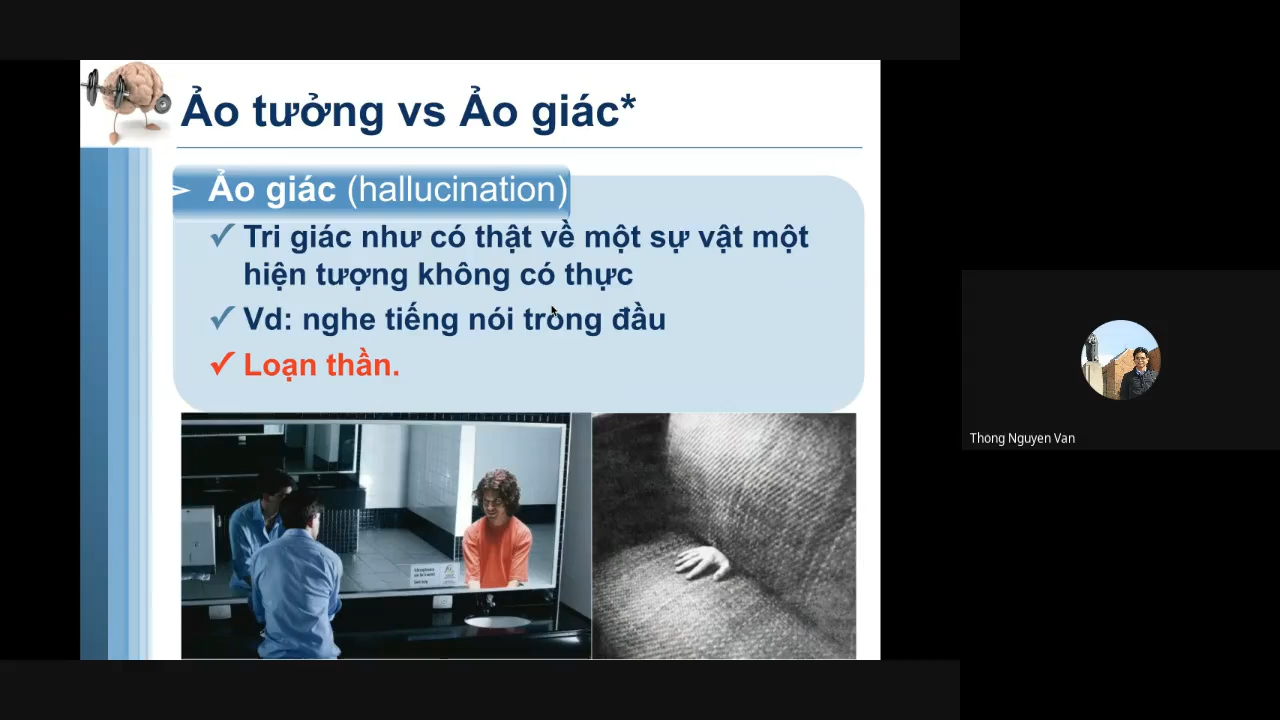 Ảo tưởng vs Ảo giác*
➢ Ảo giác (hallucination)
✓ Tri giác như có thật về một sự vật một
hiện tượng không có thực
✓ Vd: nghe tiếng nói trong đầu
✓ Loạn thần.
Thong Nguyen Van